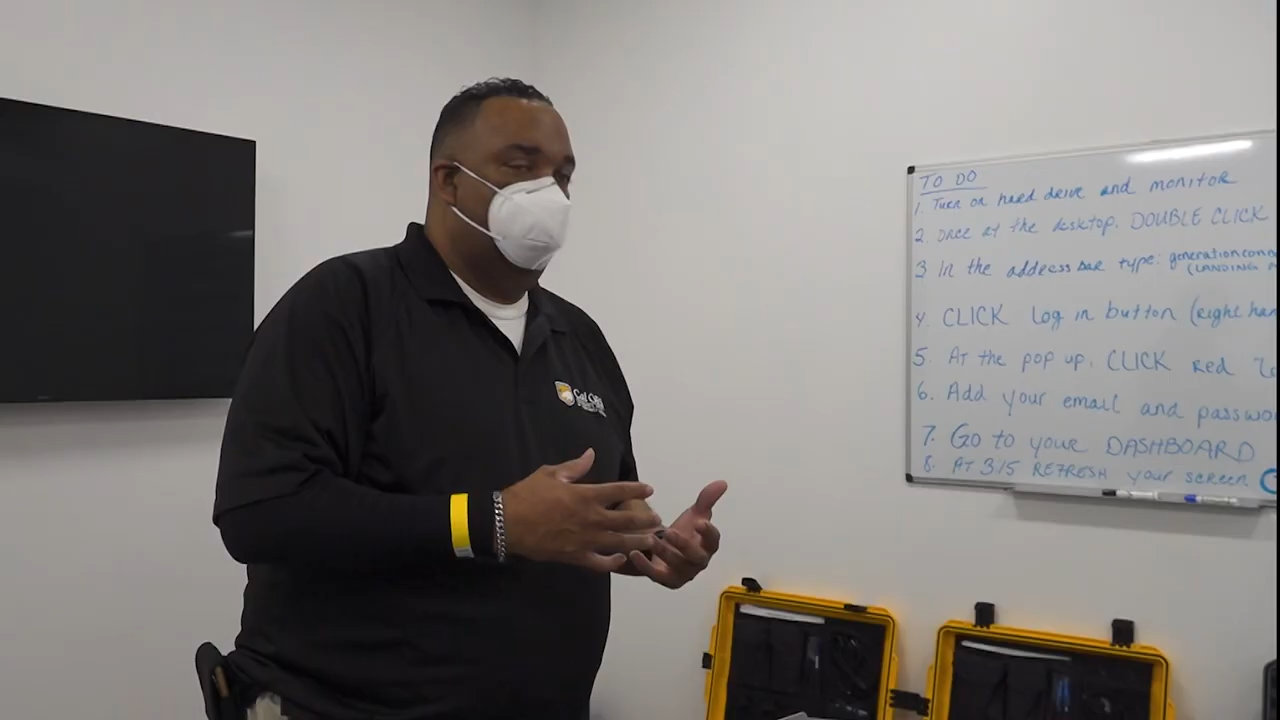 TO DO
1. Turn on hard drive and monitor
2. Once at the desktop. DOUBLE CLICK
3 In the address bar type: generationconn
(LANDING P
4. CLICK log in button (right han
5. At the pop up, CLICK red
6. Add your email and passwo
7. Go to your DASHBOARD
8. AT 3:15 REFRESH your screen
Cal City